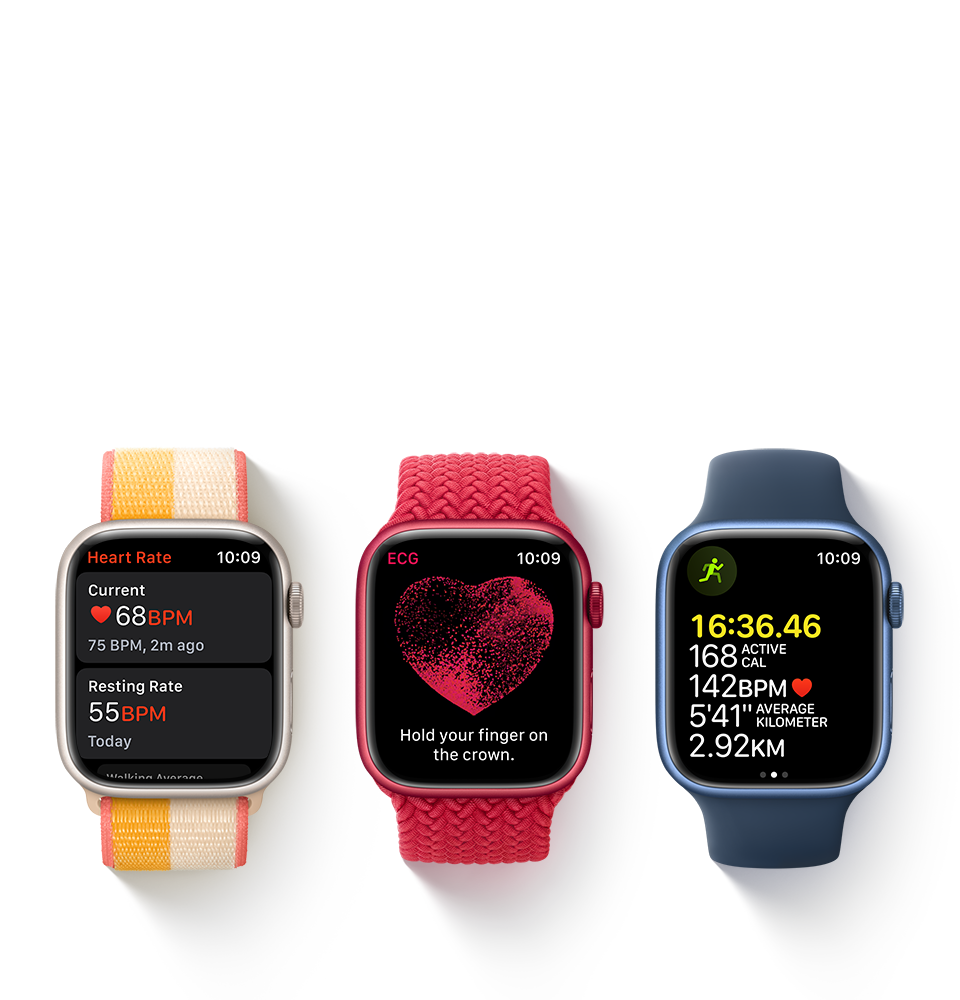 Heart Rate 10:09
Current
68BPM
75 BPM, 2m ago
Resting Rate
55BPM
Today
Walking Average
ECG 10:09
Hold your finger on
the crown.
10:09
16:36.46
168 ACTIVE
CAL
142BPM
5'41" AVERAGE
KILOMETER
2.92KM